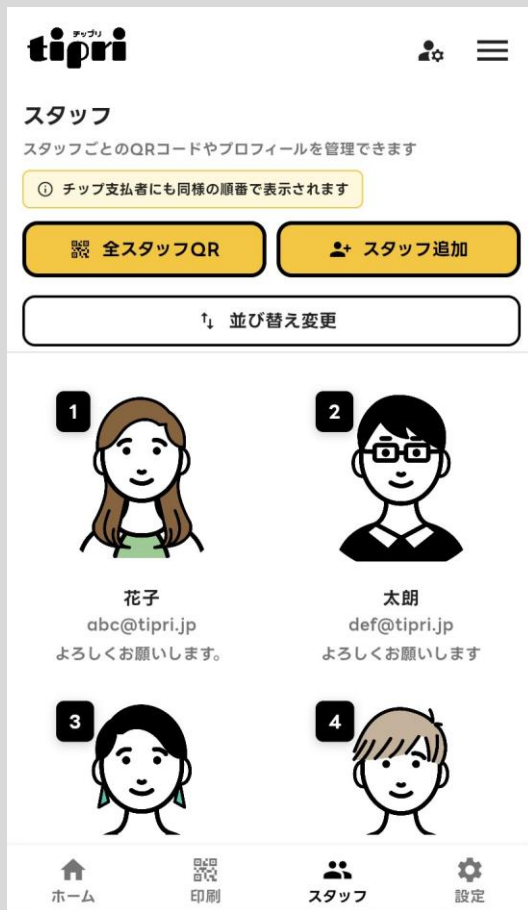 チップリ
tipri
スタッフ
スタッフごとのQRコードやプロフィールを管理できます
チップ支払者にも同様の順番で表示されます
全スタッフQR
スタッフ追加
↑↓ 並び替え変更
1
2
花子
太朗
abc@tipri.jp
def@tipri.jp
よろしくお願いします。
よろしくお願いします
3
4
ホーム
印刷
スタッフ
設定